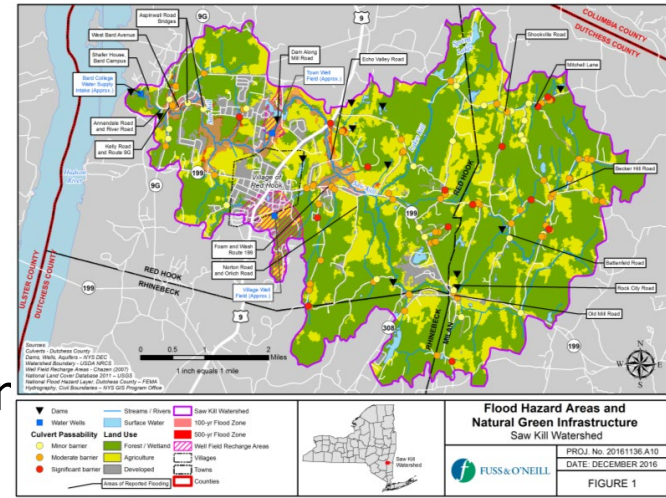 COLUMBIA COUNTY
DUTCHESS COUNTY
9G
9
Aspinwall Road
Bridges
West Bard Avenue
Shafer House,
Bard Campus
Bard College
Water Supply
Intake (Approx.)
Annandale Road
and River Road
Kelly Road
and Route 9G
Dam Along
Mill Road
Town Well
Field (Approx.)
Echo Valley Road
Shookville Road
Mitchell Lane
Becker Hill Road
Battenfeld Road
Rock City Road
Old Mill Road
Hudson
River
9G
199
Village of
Red Hook
199
RED HOOK
MILAN
Foam and Wash
Route 199
Norton Road
and Orlich Road
Village Well
Field (Approx.)
RED HOOK
RHINEBECK
ULSTER COUNTY
DUTCHESS COUNTY
199
9
308
RHINEBECK
MILAN
199
N
W
E
S
Sources
Culverts - Dutchess County
Dams, Wells, Aquifers – NYS DEC
Watershed Boundary - USDA NRCS
Well Field Recharge Areas - Chazen (2007)
National Land Cover Database 2011 – USGS
National Flood Hazard Layer, Dutchess County – FEMA
Hydrography, Civil Boundaries – NYS GIS Program Office
0 0.5 1 2
Miles
1 inch equals 1 mile
Dams
Water Wells
Culvert Passability
Minor barrier
Moderate barrier
Significant barrier
Streams / Rivers
Surface Water
Land Use
Forested / Wetland
Agriculture
Developed
Areas of Reported Flooding
Saw Kill Watershed
100-yr Flood Zone
500-yr Flood Zone
Well Field Recharge Areas
Villages
Towns
Counties
Saw Kill
Watershed
Flood Hazard Areas and
Natural Green Infrastructure
Saw Kill Watershed
FUSS & O'NEILL
PROJ. No. 20161136.A10
DATE: DECEMBER 2016
FIGURE 1